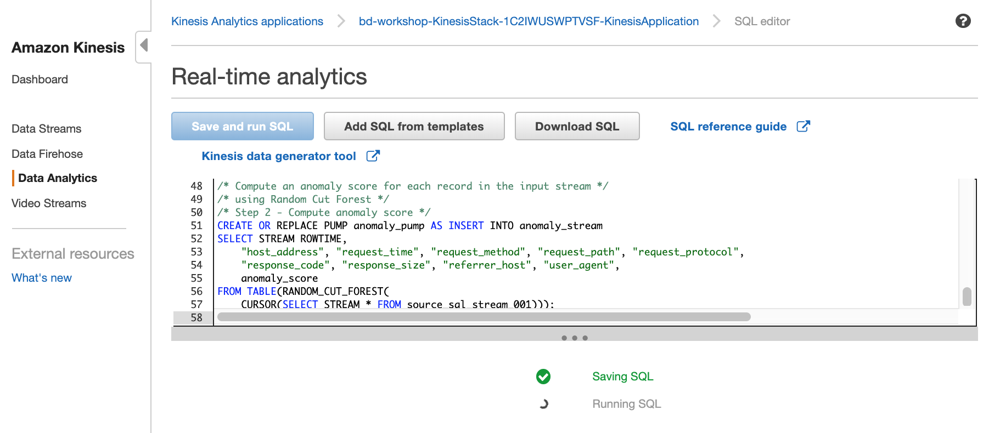 Kinesis Analytics applications
bd-workshop-KinesisStack-1C2IWUSWPTVSF-KinesisApplication
SQL editor
?
Amazon Kinesis
Dashboard
Data Streams
Data Firehose
Data Analytics
Video Streams
External resources
What's new
Real-time analytics
Save and run SQL
Add SQL from templates
Download SQL
SQL reference guide
Kinesis data generator tool
48 /* Compute an anomaly score for each record in the input stream */
49 /* using Random Cut Forest */
50 /* Step 2 - Compute anomaly score */
51 CREATE OR REPLACE PUMP anomaly_pump AS INSERT INTO anomaly_stream
52 SELECT STREAM ROWTIME,
53 "host_address", "request_time", "request_method", "request_path", "request_protocol",
54 "response_code", "response_size", "referrer_host", "user_agent",
55 anomaly_score
56 FROM TABLE(RANDOM_CUT_FOREST(
57 CURSOR(SELECT STREAM * FROM source_sql_stream_001)));
58
Saving SQL
Running SQL